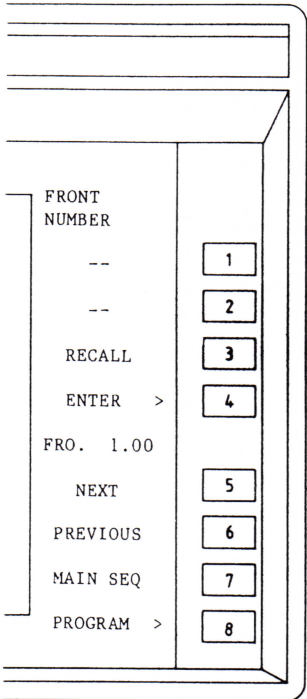 FRONT
NUMBER
-- 1
-- 2
RECALL 3
ENTER > 4
FRO. 1.00
NEXT 5
PREVIOUS 6
MAIN SEQ 7
PROGRAM > 8